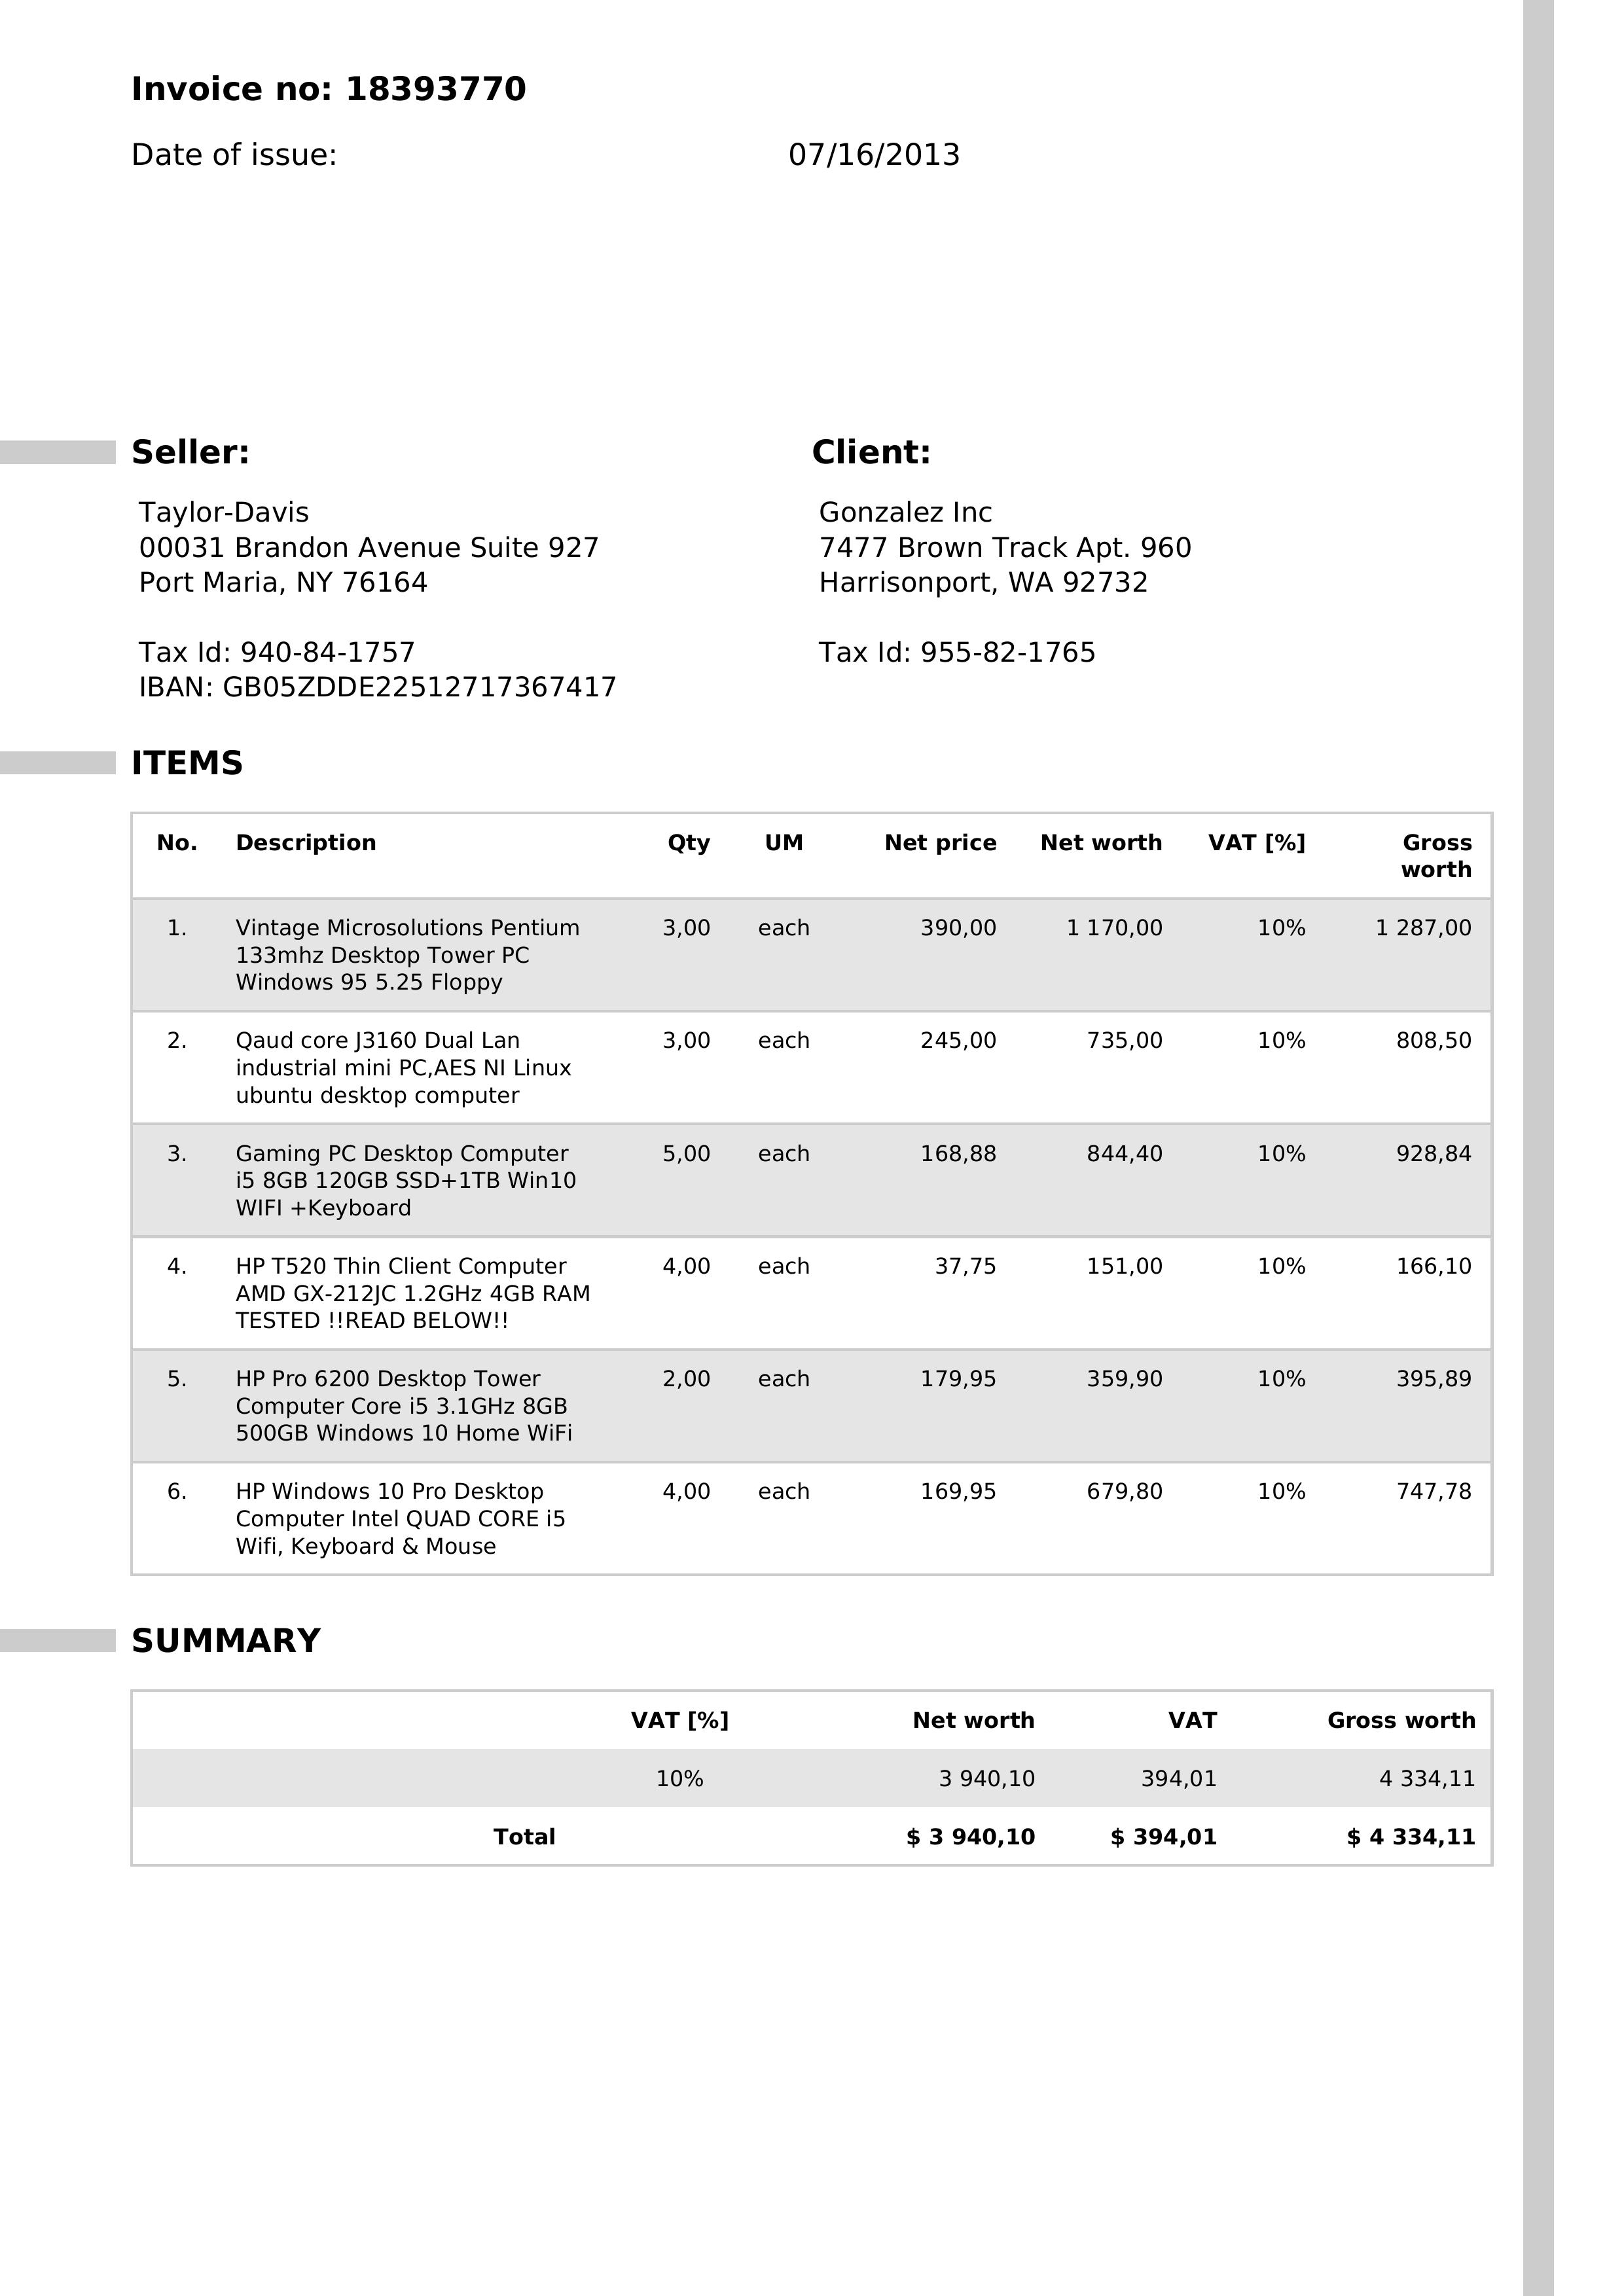 Invoice no: 18393770
Date of issue: 07/16/2013
Seller: Client:
Taylor-Davis Gonzalez Inc
00031 Brandon Avenue Suite 927 7477 Brown Track Apt. 960
Port Maria, NY 76164 Harrisonport, WA 92732
Tax Id: 940-84-1757 Tax Id: 955-82-1765
IBAN: GB05ZDDE22512717367417
ITEMS
No. Description Qty UM Net price Net worth VAT [%] Gross
worth
1. Vintage Microsolutions Pentium 3,00 each 390,00 1 170,00 10% 1 287,00
133mhz Desktop Tower PC
Windows 95 5.25 Floppy
2. Qaud core J3160 Dual Lan 3,00 each 245,00 735,00 10% 808,50
industrial mini PC,AES NI Linux
ubuntu desktop computer
3. Gaming PC Desktop Computer 5,00 each 168,88 844,40 10% 928,84
i5 8GB 120GB SSD+1TB Win10
WIFI +Keyboard
4. HP T520 Thin Client Computer 4,00 each 37,75 151,00 10% 166,10
AMD GX-212JC 1.2GHz 4GB RAM
TESTED !!READ BELOW!!
5. HP Pro 6200 Desktop Tower 2,00 each 179,95 359,90 10% 395,89
Computer Core i5 3.1GHz 8GB
500GB Windows 10 Home WiFi
6. HP Windows 10 Pro Desktop 4,00 each 169,95 679,80 10% 747,78
Computer Intel QUAD CORE i5
Wifi, Keyboard & Mouse
SUMMARY
VAT [%] Net worth VAT Gross worth
10% 3 940,10 394,01 4 334,11
Total $ 3 940,10 $ 394,01 $ 4 334,11